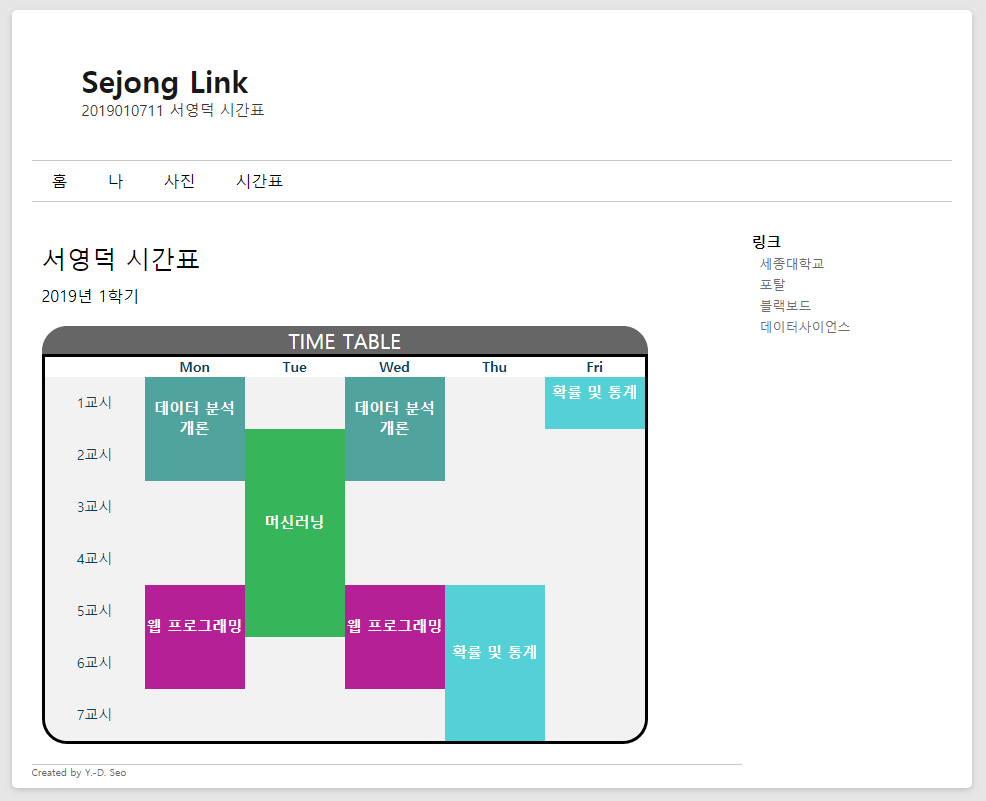 Sejong Link
2019010711 서영덕 시간표
홈 나 사진 시간표
서영덕 시간표
2019년 1학기
TIME TABLE
Mon Tue Wed Thu Fri
1교시
데이터 분석
개론
데이터 분석
개론
확률 및 통계
2교시
3교시
머신러닝
4교시
5교시
웹 프로그래밍
웹 프로그래밍
6교시
확률 및 통계
7교시
링크
세종대학교
포탈
블랙보드
데이터사이언스
Created by Y.-D. Seo